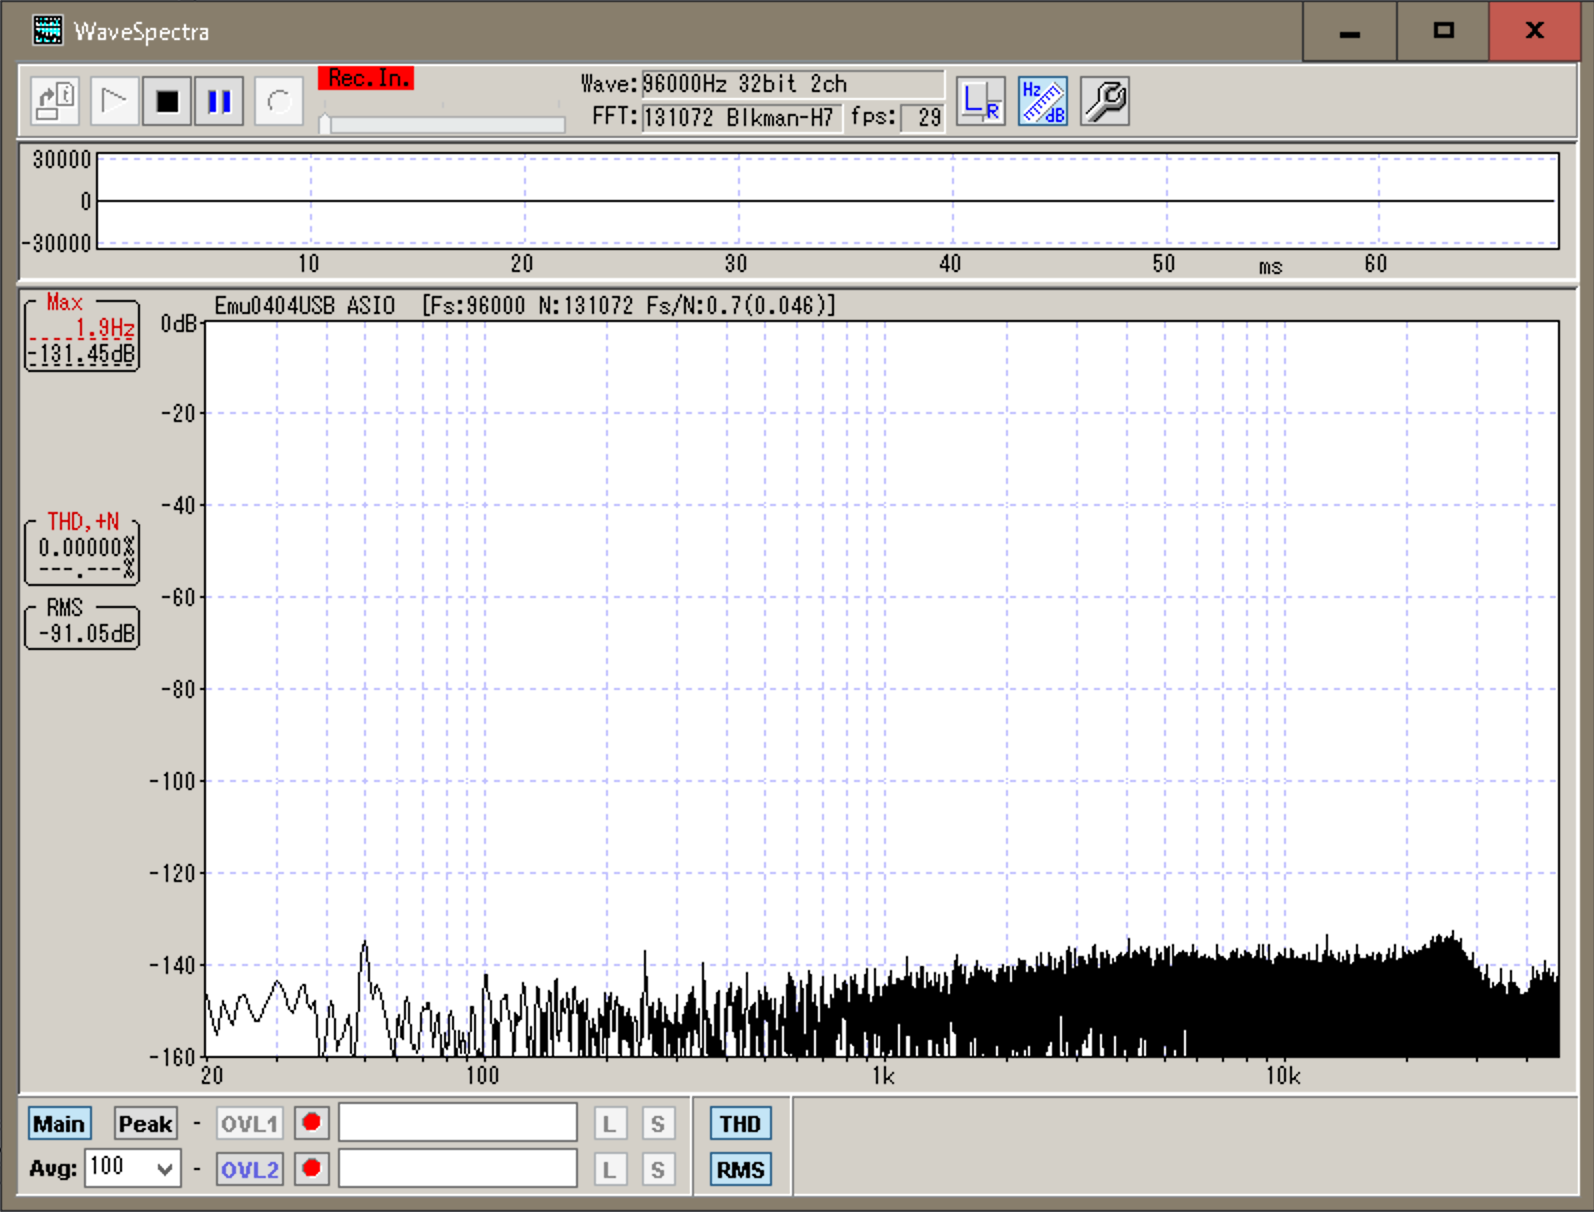 WaveSpectra
Rec.In.
Wave: 96000Hz 32bit 2ch
FFT: 131072 Blkman-H7 fps: 29
L R
Hz dB
30000
0
-30000
10 20 30 40 50 ms 60
Max
1.9Hz
-131.45dB
Emu0404USB ASIO [Fs:96000 N:131072 Fs/N:0.7(0.046)]
0dB
-20
-40
THD,+N
0.00000%
---.---%
-60
RMS
-91.05dB
-80
-100
-120
-140
-160
20 100 1k 10k
Main Peak - OVL1 L S THD
Avg: 100 - OVL2 L S RMS